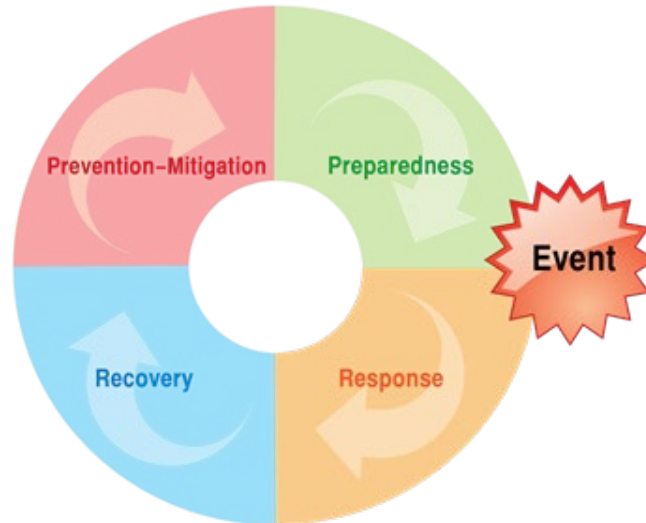 Prevention–Mitigation
Preparedness
Event
Recovery
Response